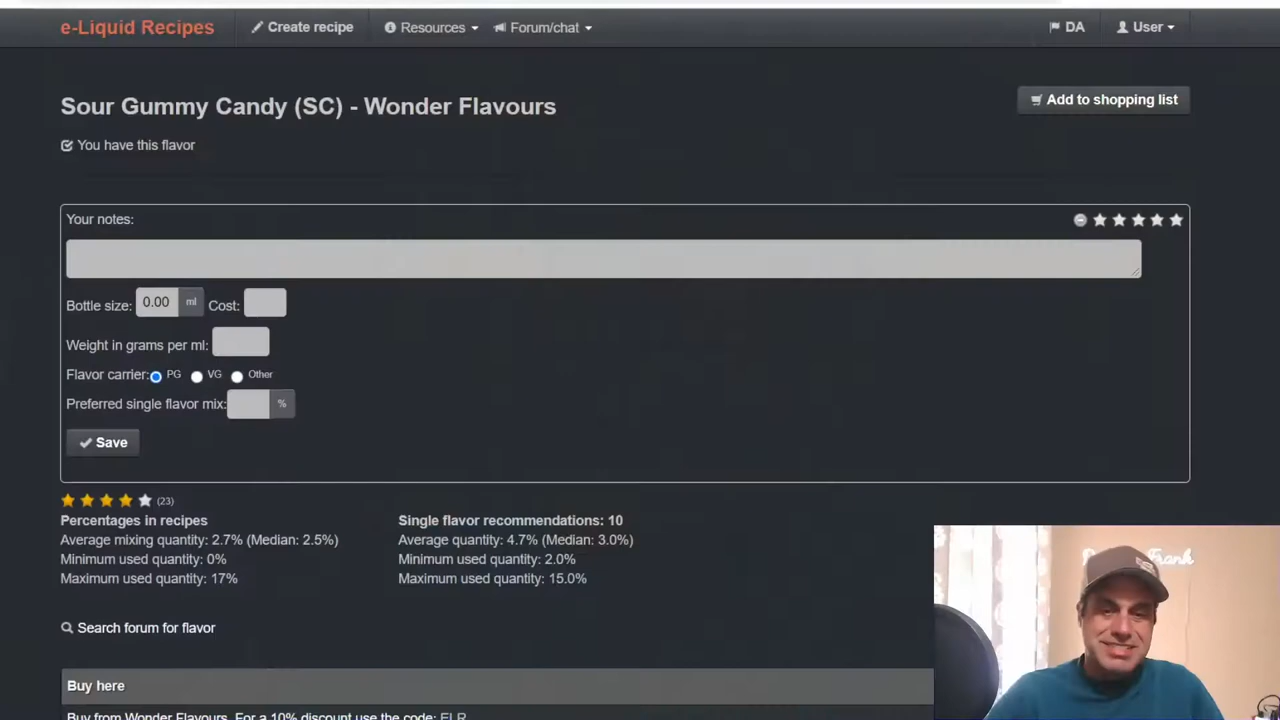 e-Liquid Recipes Create recipe Resources Forum/chat DA User
Sour Gummy Candy (SC) - Wonder Flavours Add to shopping list
You have this flavor
Your notes:
Bottle size: 0.00 ml Cost:
Weight in grams per ml:
Flavor carrier: PG VG Other
Preferred single flavor mix: %
Save
(23)
Percentages in recipes
Average mixing quantity: 2.7% (Median: 2.5%)
Minimum used quantity: 0%
Maximum used quantity: 17%
Single flavor recommendations: 10
Average quantity: 4.7% (Median: 3.0%)
Minimum used quantity: 2.0%
Maximum used quantity: 15.0%
Search forum for flavor
Buy here
Buy from Wonder Flavours. For a 10% discount use the code: ELR